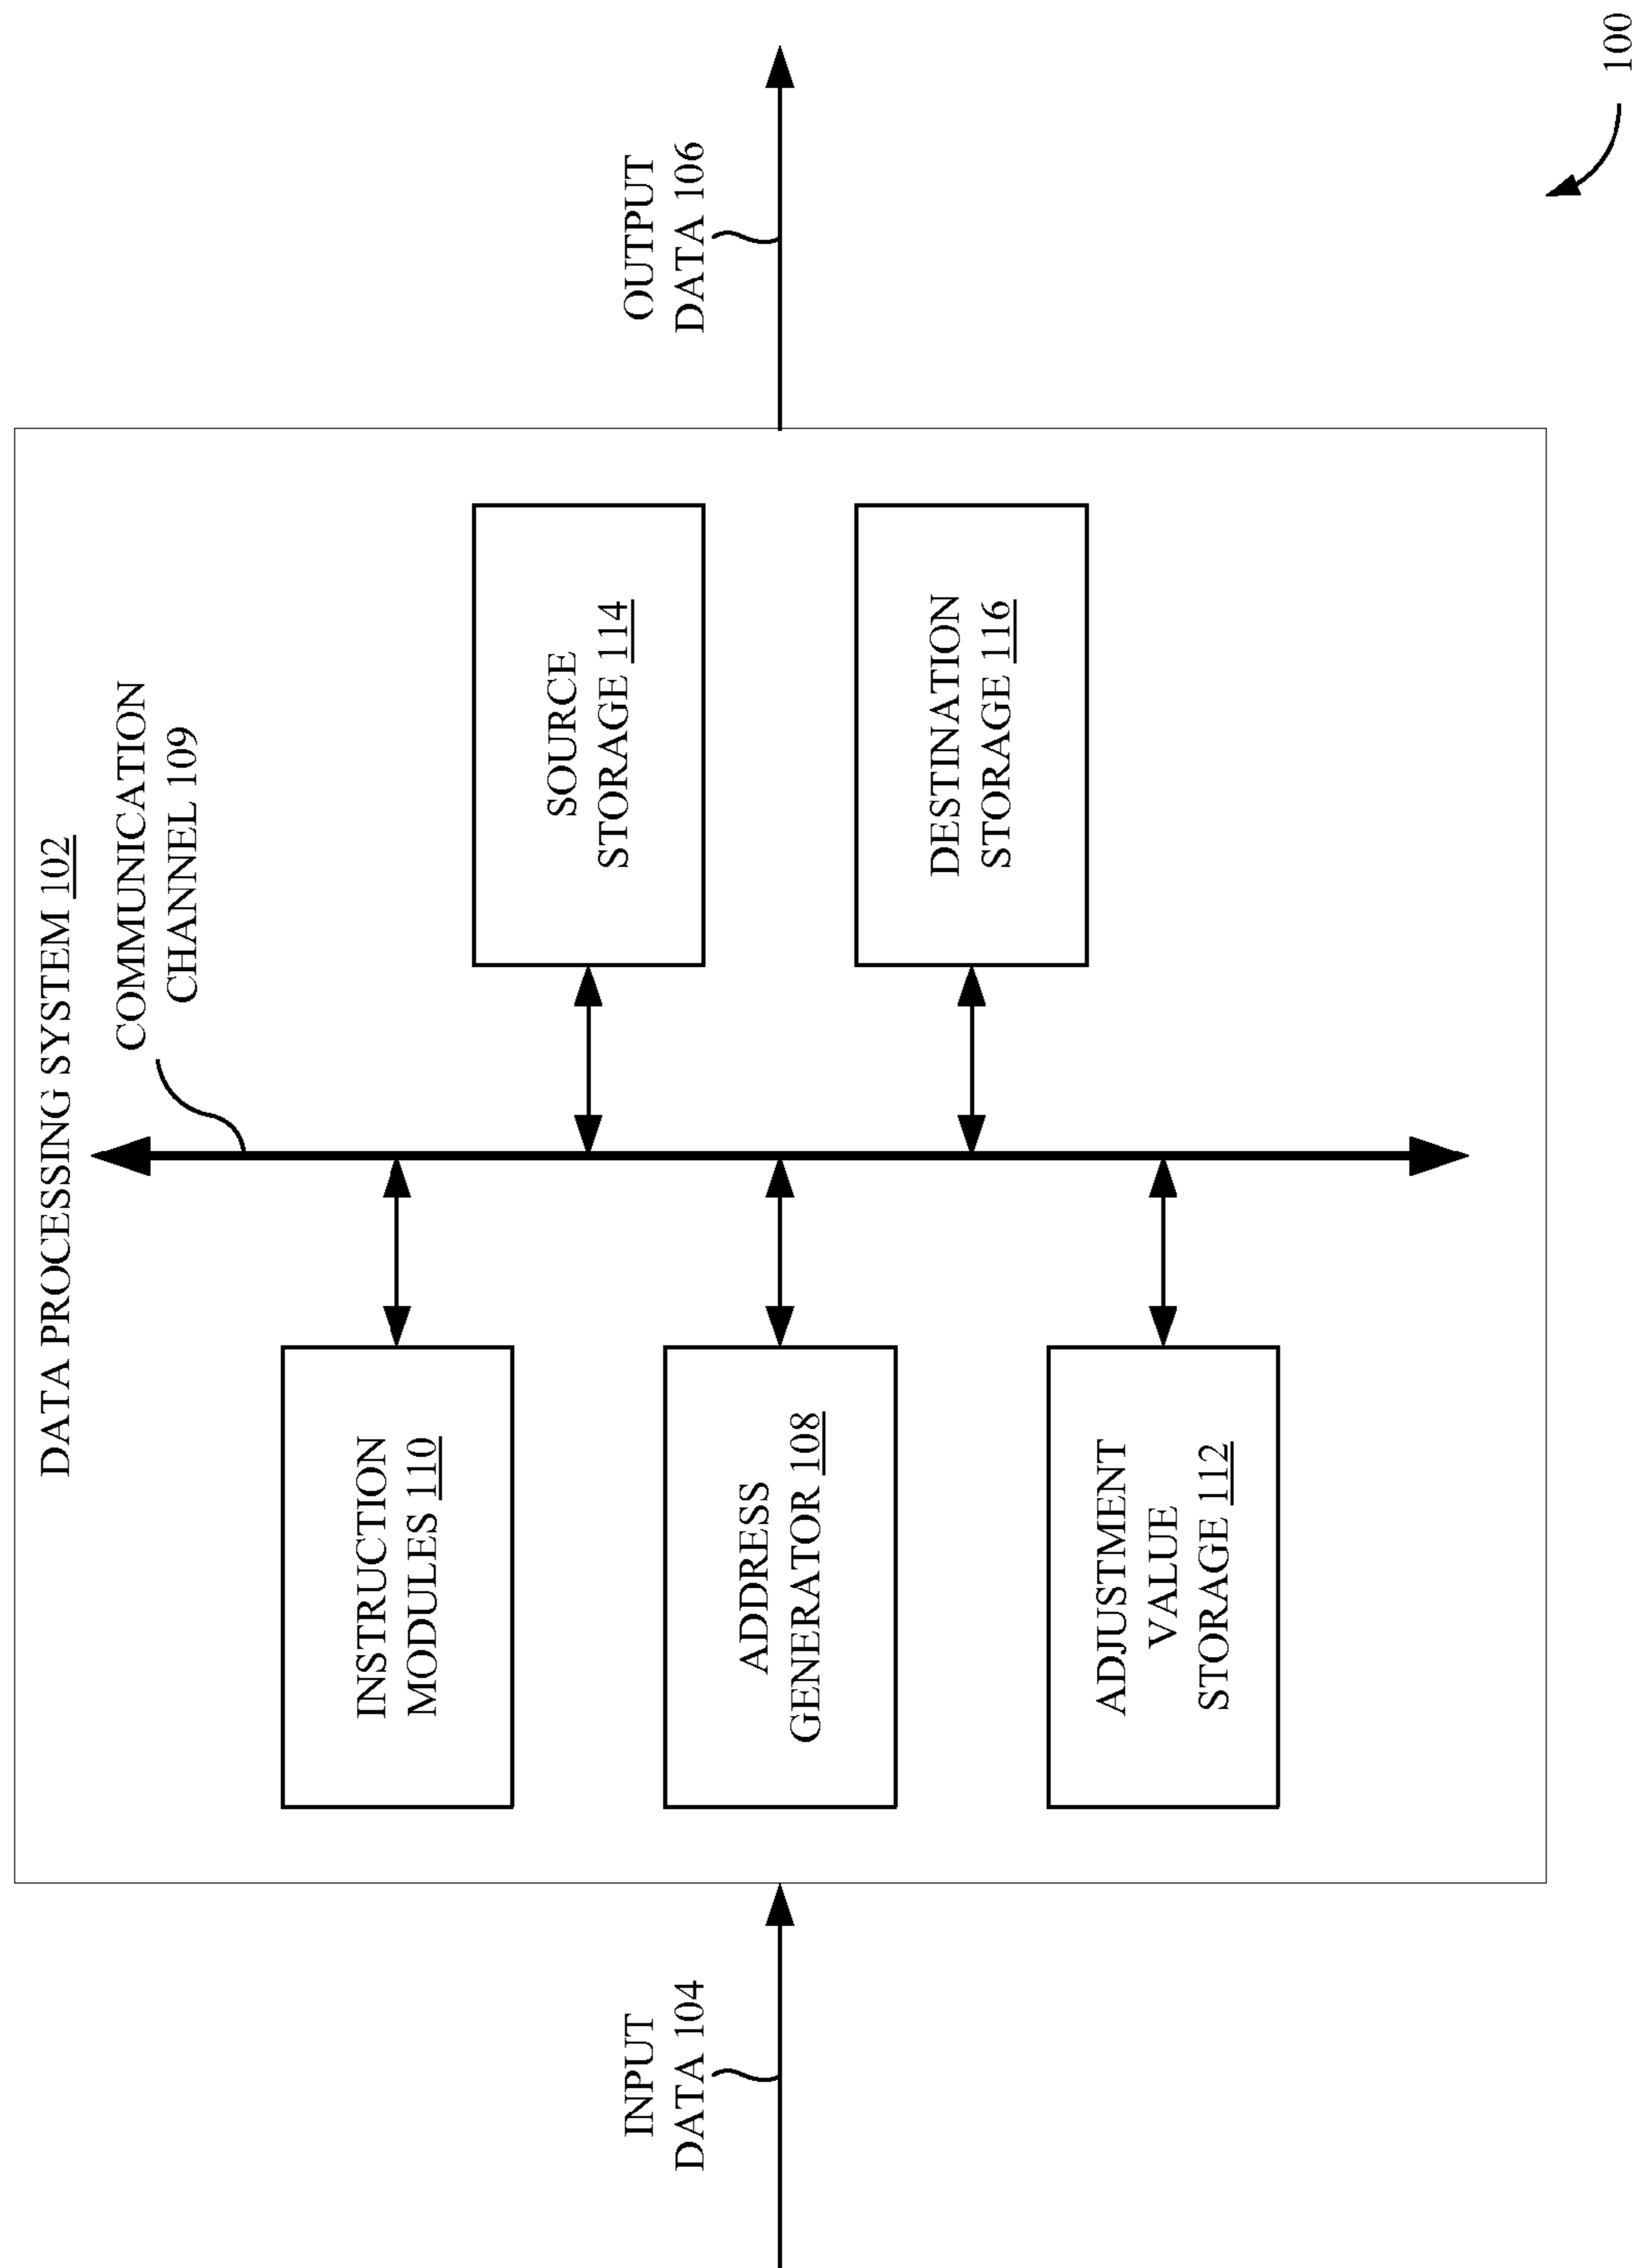 DATA PROCESSING SYSTEM 102
COMMUNICATION
CHANNEL 109
INSTRUCTION
MODULES 110
SOURCE
STORAGE 114
INPUT
DATA 104
ADDRESS
GENERATOR 108
OUTPUT
DATA 106
DESTINATION
STORAGE 116
ADJUSTMENT
VALUE
STORAGE 112
100